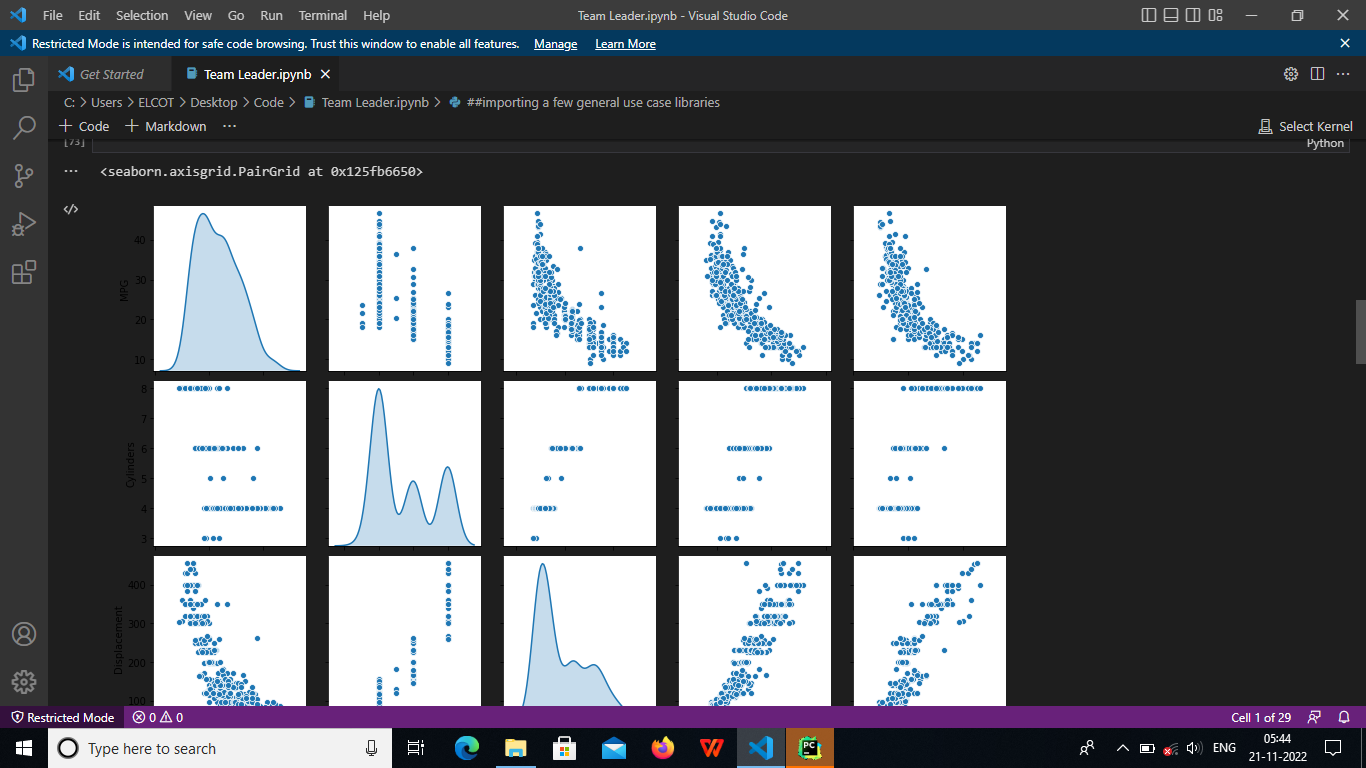 File Edit Selection View Go Run Terminal Help Team Leader.ipynb - Visual Studio Code
Restricted Mode is intended for safe code browsing. Trust this window to enable all features. Manage Learn More
Get Started Team Leader.ipynb
C: > Users > ELCOT > Desktop > Code > Team Leader.ipynb > ##importing a few general use case libraries
+ Code + Markdown ... Select Kernel
[73] Python
... <seaborn.axisgrid.PairGrid at 0x125fb6650>
40
30
20
10
MPG
8
7
6
5
4
3
Cylinders
400
300
200
100
Displacement
Restricted Mode 0 0 Cell 1 of 29
Type here to search ENG 05:44
21-11-2022